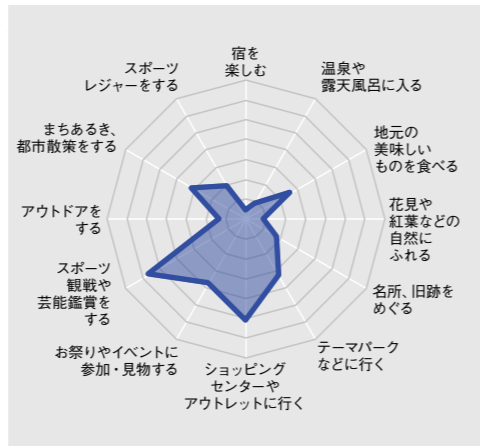 宿を
楽しむ
温泉や
露天風呂に入る
地元の
美味しい
ものを食べる
花見や
紅葉などの
自然に
ふれる
名所、旧跡を
めぐる
テーマパーク
などに行く
ショッピング
センターや
アウトレットに行く
お祭りやイベントに
参加・見物する
スポーツ
観戦や
芸能鑑賞を
する
アウトドアを
する
まちあるき、
都市散策をする
スポーツ
レジャーをする